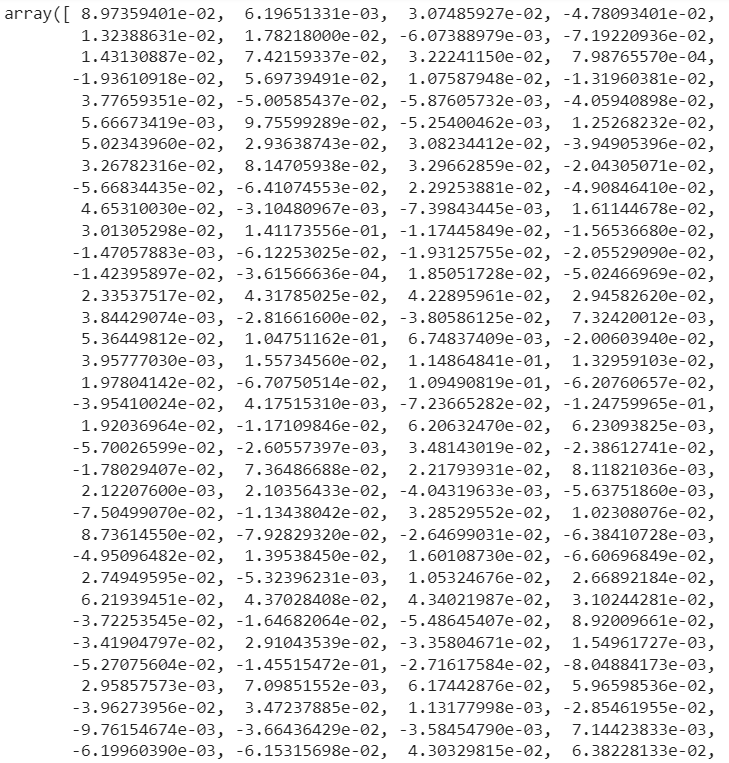 array([ 8.97359401e-02,  6.19651331e-03,  3.07485927e-02, -4.78093401e-02,
        1.32388631e-02,  1.78218000e-02, -6.07388979e-03, -7.19220936e-02,
        1.43130887e-02,  7.42159337e-02,  3.22241150e-02,  7.98765570e-04,
       -1.93610918e-02,  5.69739491e-02,  1.07587948e-02, -1.31960381e-02,
        3.77659351e-02, -5.00585437e-02, -5.87605732e-03, -4.05940898e-02,
        5.66673419e-03,  9.75599289e-02, -5.25400462e-03,  1.25268232e-02,
        5.02343960e-02,  2.93638743e-02,  3.08234412e-02, -3.94905396e-02,
        3.26782316e-02,  8.14705938e-02,  3.29662859e-02, -2.04305071e-02,
       -5.66834435e-02, -6.41074553e-02,  2.29253881e-02, -4.90846410e-02,
        4.65310030e-02, -3.10480967e-03, -7.39843445e-03,  1.61144678e-02,
        3.01305298e-02,  1.41173556e-01, -1.17445849e-02, -1.56536680e-02,
       -1.47057883e-03, -6.12253025e-02, -1.93125755e-02, -2.05529090e-02,
       -1.42395897e-02, -3.61566636e-04,  1.85051728e-02, -5.02466969e-02,
        2.33537517e-02,  4.31785025e-02,  4.22895961e-02,  2.94582620e-02,
        3.84429074e-03, -2.81661600e-02, -3.80586125e-02,  7.32420012e-03,
        5.36449812e-02,  1.04751162e-01,  6.74837409e-03, -2.00603940e-02,
        3.95777030e-03,  1.55734560e-02,  1.14864841e-01,  1.32959103e-02,
        1.97804142e-02, -6.70750514e-02,  1.09490819e-01, -6.20760657e-02,
       -3.95410024e-02,  4.17515310e-03, -7.23665282e-02, -1.24759965e-01,
        1.92036964e-02, -1.17109846e-02,  6.20632470e-02,  6.23093825e-03,
       -5.70026599e-02, -2.60557397e-03,  3.48143019e-02, -2.38612741e-02,
       -1.78029407e-02,  7.36486688e-02,  2.21793931e-02,  8.11821036e-03,
        2.12207600e-03,  2.10356433e-02, -4.04319633e-03, -5.63751860e-03,
       -7.50499070e-02, -1.13438042e-02,  3.28529552e-02,  1.02308076e-02,
        8.73614550e-02, -7.92829320e-02, -2.64699031e-02, -6.38410728e-03,
       -4.95096482e-02,  1.39538450e-02,  1.60108730e-02, -6.60696849e-02,
        2.74949595e-02, -5.32396231e-03,  1.05324676e-02,  2.66892184e-02,
        6.21939451e-02,  4.37028408e-02,  4.34021987e-02,  3.10244281e-02,
       -3.72253545e-02, -1.64682064e-02, -5.48645407e-02,  8.92009661e-02,
       -3.41904797e-02,  2.91043539e-02, -3.35804671e-02,  1.54961727e-03,
       -5.27075604e-02, -1.45515472e-01, -2.71617584e-02, -8.04884173e-03,
        2.95857573e-03,  7.09851552e-03,  6.17442876e-02,  5.96598536e-02,
       -3.96273956e-02,  3.47237885e-02,  1.13177998e-03, -2.85461955e-02,
       -9.76154674e-03, -3.66436429e-02, -3.58454790e-03,  7.14423833e-03,
       -6.19960390e-03, -6.15315698e-02,  4.30329815e-02,  6.38228133e-02,